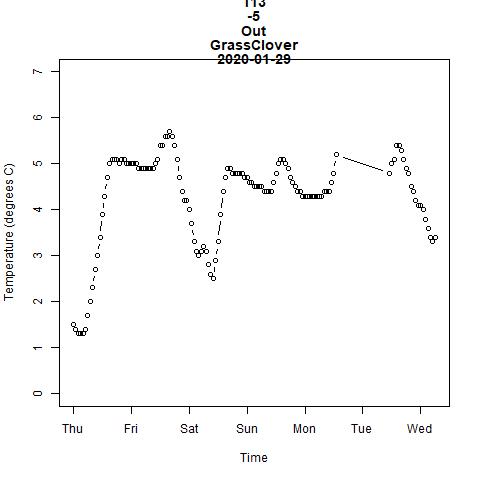 T13
-5
Out
GrassClover
2020-01-29
Temperature (degrees C)
7
6
5
4
3
2
1
0
Thu Fri Sat Sun Mon Tue Wed
Time